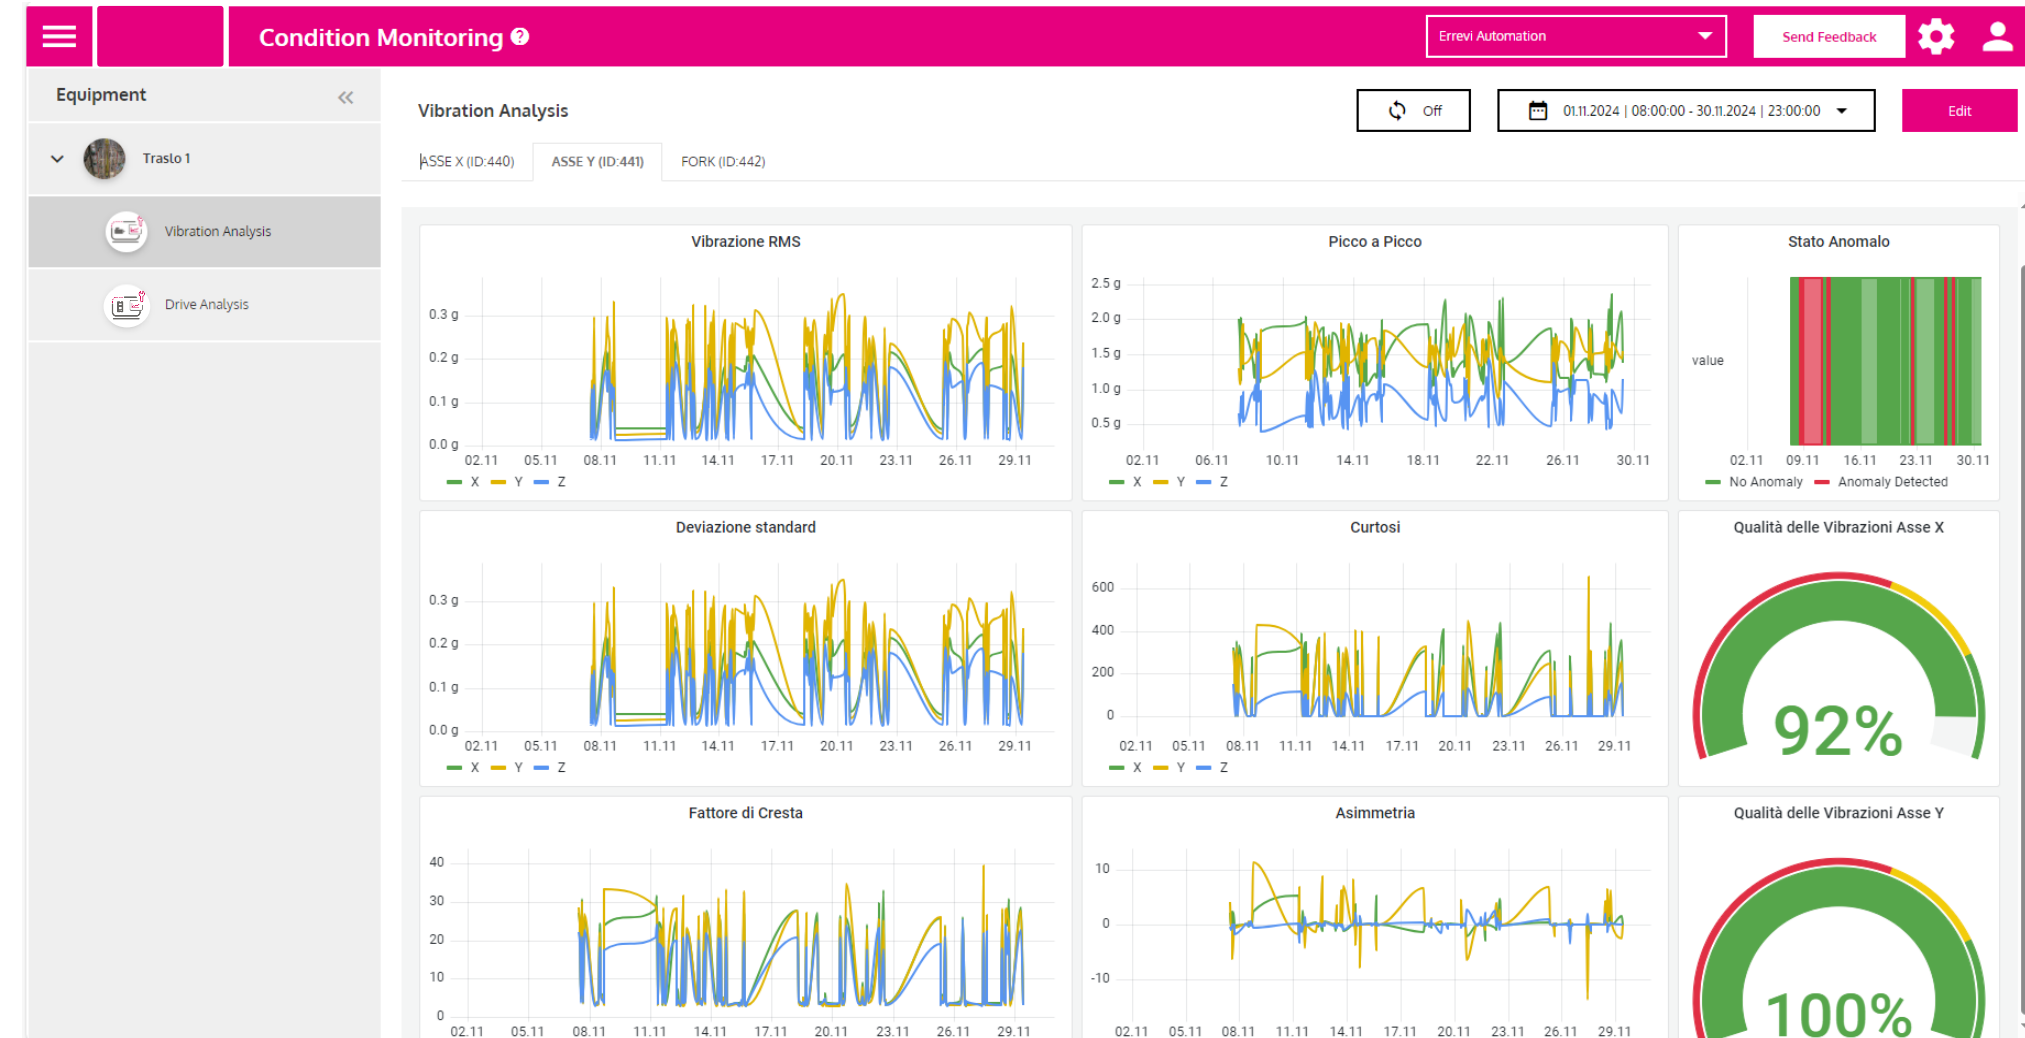 Condition Monitoring ?
Errevi Automation
Send Feedback
Equipment
Traslo 1
Vibration Analysis
Drive Analysis
Vibration Analysis
Off
01.11.2024 | 08:00:00 - 30.11.2024 | 23:00:00
Edit
ASSE X (ID:440)
ASSE Y (ID:441)
FORK (ID:442)
Vibrazione RMS
0.3 g
0.2 g
0.1 g
0.0 g
02.11 05.11 08.11 11.11 14.11 17.11 20.11 23.11 26.11 29.11
X Y Z
Picco a Picco
2.5 g
2.0 g
1.5 g
1.0 g
0.5 g
02.11 06.11 10.11 14.11 18.11 22.11 26.11 30.11
X Y Z
Stato Anomalo
value
02.11 09.11 16.11 23.11 30.11
No Anomaly Anomaly Detected
Deviazione standard
0.3 g
0.2 g
0.1 g
0.0 g
02.11 05.11 08.11 11.11 14.11 17.11 20.11 23.11 26.11 29.11
X Y Z
Curtosi
600
400
200
0
02.11 05.11 08.11 11.11 14.11 17.11 20.11 23.11 26.11 29.11
X Y Z
Qualità delle Vibrazioni Asse X
92%
Fattore di Cresta
40
30
20
10
0
02.11 05.11 08.11 11.11 14.11 17.11 20.11 23.11 26.11 29.11
Asimmetria
10
0
-10
02.11 05.11 08.11 11.11 14.11 17.11 20.11 23.11 26.11 29.11
Qualità delle Vibrazioni Asse Y
100%